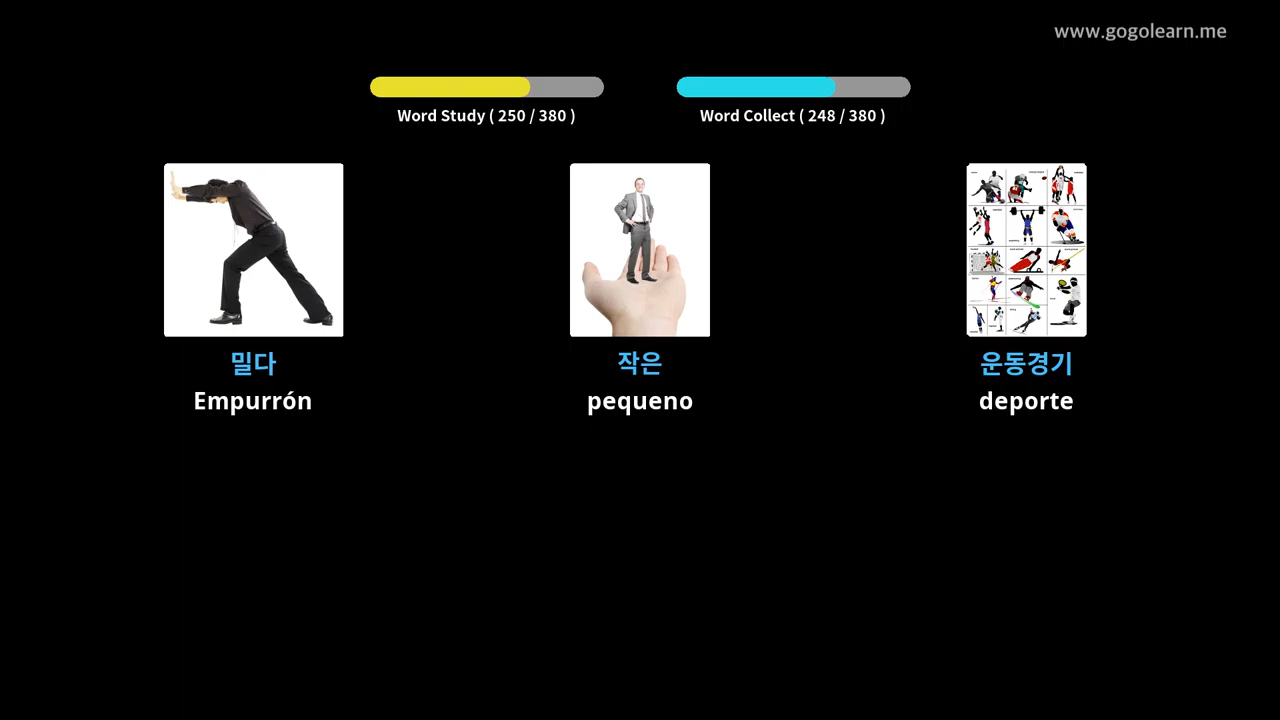 www.gogolearn.me
Word Study ( 250 / 380 )
Word Collect ( 248 / 380 )
밀다
Empurrón
작은
pequeno
운동경기
deporte